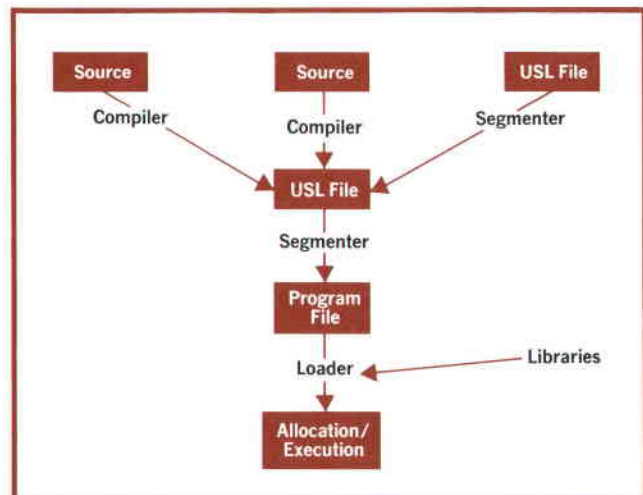 Source
Source
USL File
Compiler
Compiler
Segmenter
USL File
Segmenter
Program
File
Loader
Libraries
Allocation/
Execution